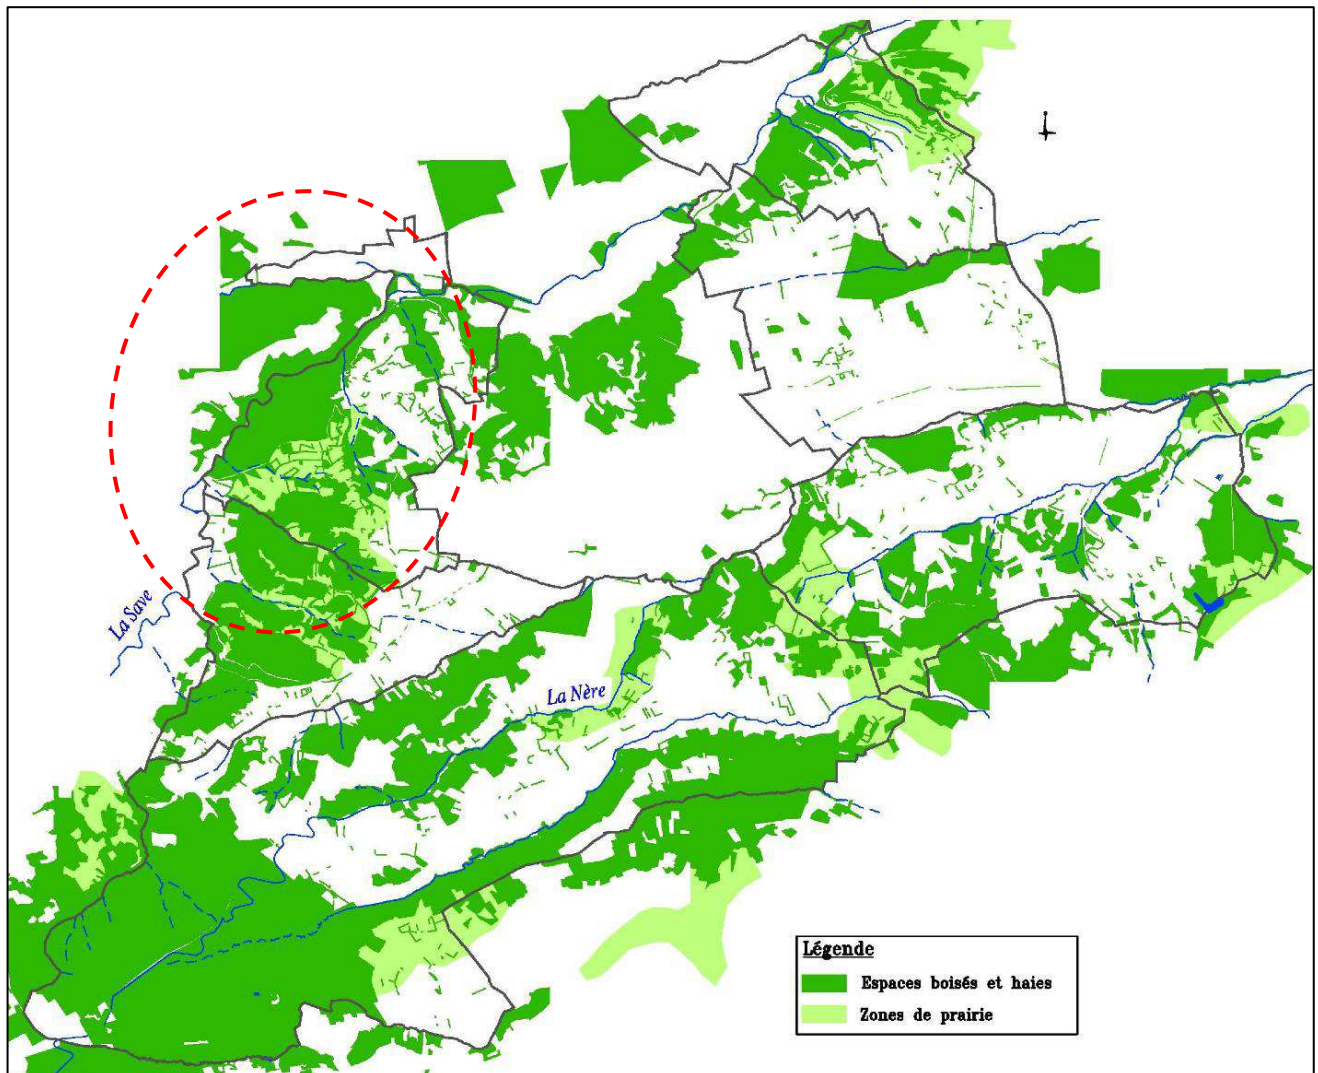 La Save
La Nère
Légende
Espaces boisés et haies
Zones de prairie